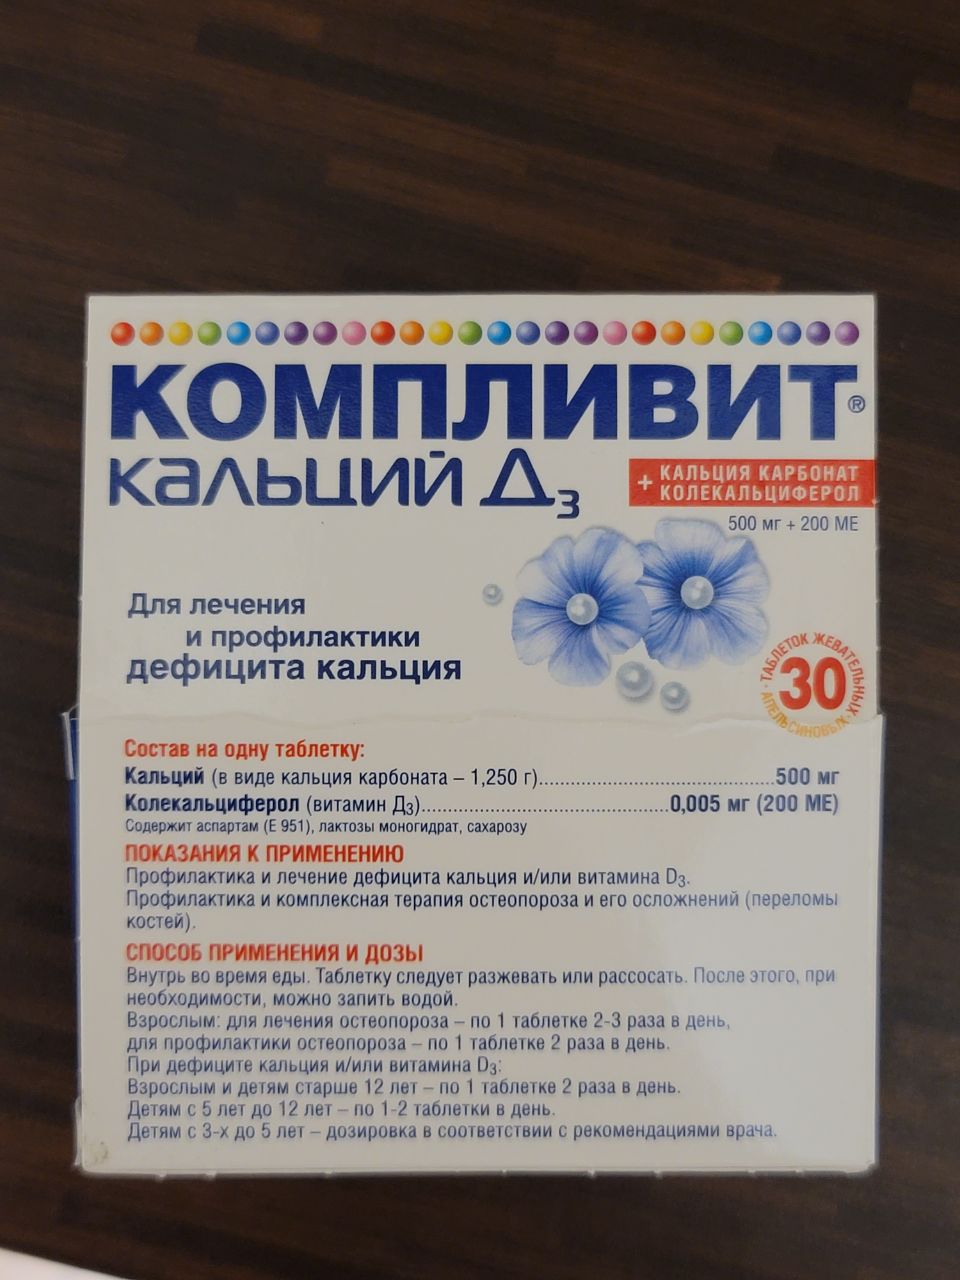 КОМПЛИВИТ®
кальций Д3
+ КАЛЬЦИЯ КАРБОНАТ
КОЛЕКАЛЬЦИФЕРОЛ
500 мг + 200 МЕ
Для лечения
и профилактики
дефицита кальция
30
ТАБЛЕТОК ЖЕВАТЕЛЬНЫХ · АПЕЛЬСИНОВЫХ ·
Состав на одну таблетку:
Кальций (в виде кальция карбоната – 1,250 г)..........................................500 мг
Колекальциферол (витамин Д3)...........................................0,005 мг (200 МЕ)
Содержит аспартам (Е 951), лактозы моногидрат, сахарозу
ПОКАЗАНИЯ К ПРИМЕНЕНИЮ
Профилактика и лечение дефицита кальция и/или витамина D3.
Профилактика и комплексная терапия остеопороза и его осложнений (переломы
костей).
СПОСОБ ПРИМЕНЕНИЯ И ДОЗЫ
Внутрь во время еды. Таблетку следует разжевать или рассосать. После этого, при
необходимости, можно запить водой.
Взрослым: для лечения остеопороза – по 1 таблетке 2-3 раза в день,
для профилактики остеопороза – по 1 таблетке 2 раза в день.
При дефиците кальция и/или витамина D3:
Взрослым и детям старше 12 лет – по 1 таблетке 2 раза в день.
Детям с 5 лет до 12 лет – по 1-2 таблетки в день.
Детям с 3-х до 5 лет – дозировка в соответствии с рекомендациями врача.